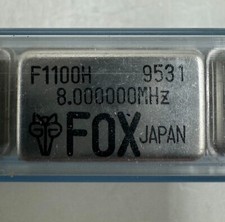 F1100H 9531
8.000000MHz
FOX JAPAN